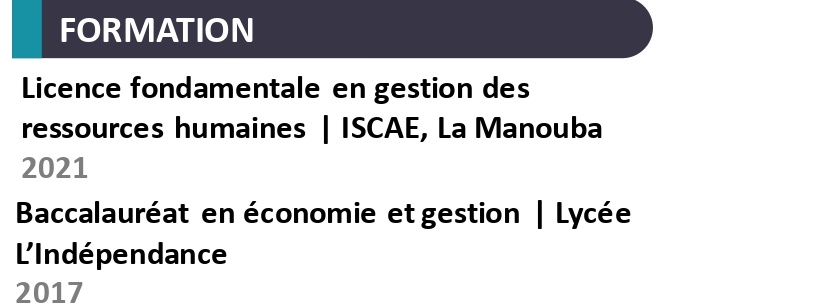 FORMATION
Licence fondamentale en gestion des
ressources humaines | ISCAE, La Manouba
2021
Baccalauréat en économie et gestion | Lycée
L’Indépendance
2017